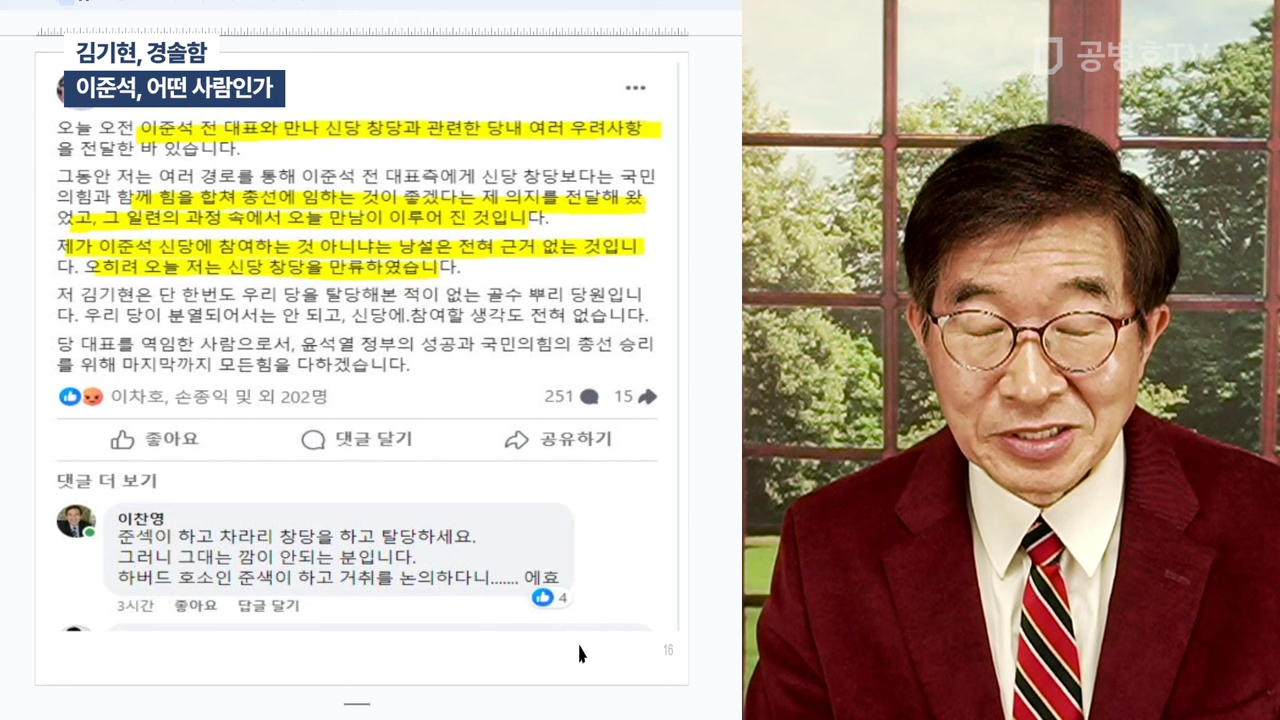 김기현, 경솔함
이준석, 어떤 사람인가
공병호TV
오늘 오전 이준석 전 대표와 만나 신당 창당과 관련한 당내 여러 우려사항
을 전달한 바 있습니다.
그동안 저는 여러 경로를 통해 이준석 전 대표측에게 신당 창당보다는 국민
의힘과 함께 힘을 합쳐 총선에 임하는 것이 좋겠다는 제 의지를 전달해 왔
었고, 그 일련의 과정 속에서 오늘 만남이 이루어 진 것입니다.
제가 이준석 신당에 참여하는 것 아니냐는 낭설은 전혀 근거 없는 것입니
다. 오히려 오늘 저는 신당 창당을 만류하였습니다.
저 김기현은 단 한번도 우리 당을 탈당해본 적이 없는 골수 뿌리 당원입니
다. 우리 당이 분열되어서는 안 되고, 신당에.참여할 생각도 전혀 없습니다.
당 대표를 역임한 사람으로서, 윤석열 정부의 성공과 국민의힘의 총선 승리
를 위해 마지막까지 모든힘을 다하겠습니다.
이차호, 손종익 및 외 202명 251 15
좋아요 댓글 달기 공유하기
댓글 더 보기
이찬영
준섹이 하고 차라리 창당을 하고 탈당하세요.
그러니 그대는 깜이 안되는 분입니다.
하버드 호소인 준색이 하고 거취를 논의하다니....... 에효
3시간 좋아요 답글 달기 4
16